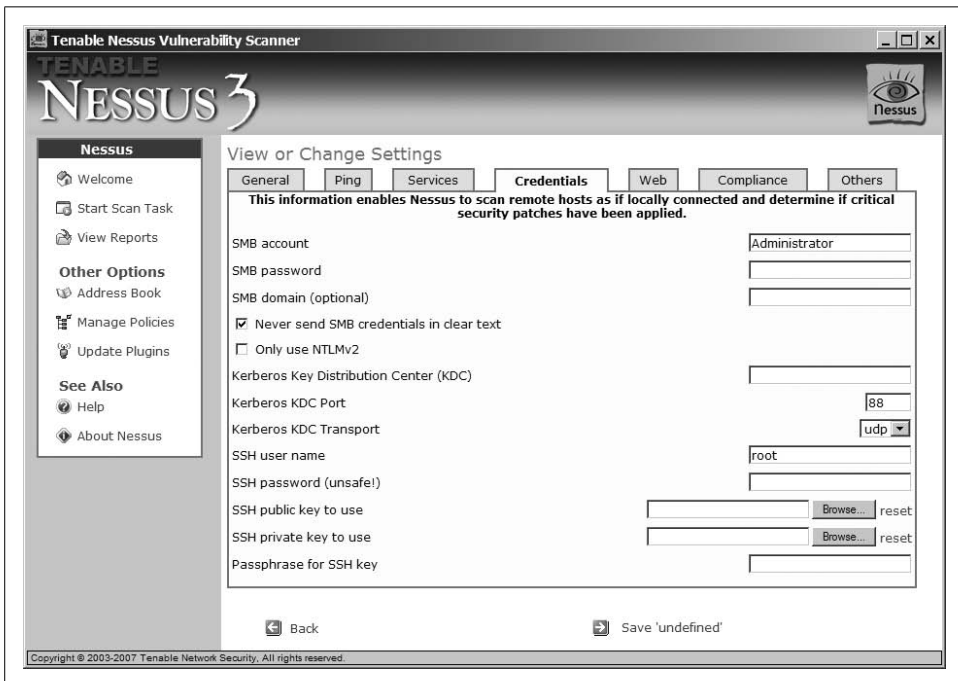 Tenable Nessus Vulnerability Scanner
TENABLE
NESSUS 3
Nessus
Nessus
Welcome
Start Scan Task
View Reports
Other Options
Address Book
Manage Policies
Update Plugins
See Also
Help
About Nessus
View or Change Settings
General Ping Services Credentials Web Compliance Others
This information enables Nessus to scan remote hosts as if locally connected and determine if critical
security patches have been applied.
SMB account Administrator
SMB password
SMB domain (optional)
Never send SMB credentials in clear text
Only use NTLMv2
Kerberos Key Distribution Center (KDC)
Kerberos KDC Port 88
Kerberos KDC Transport udp
SSH user name root
SSH password (unsafe!)
SSH public key to use Browse... reset
SSH private key to use Browse... reset
Passphrase for SSH key
Back Save 'undefined'
Copyright © 2003-2007 Tenable Network Security, All rights reserved.